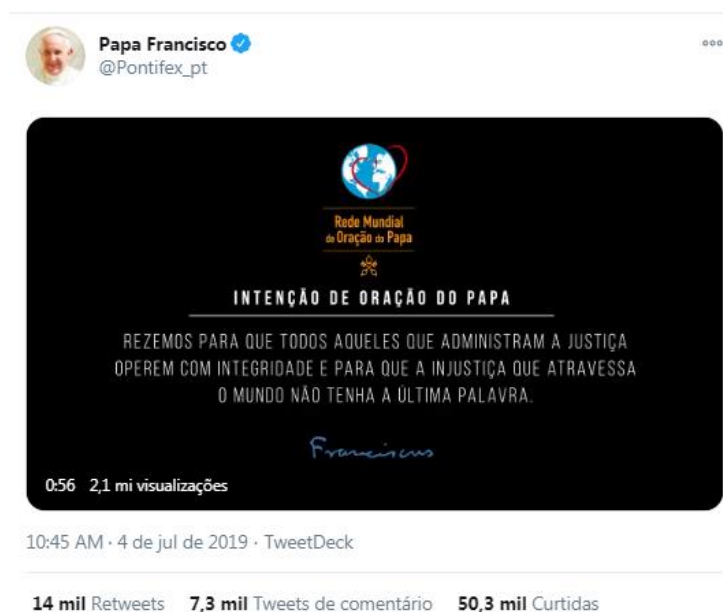 Papa Francisco
@Pontifex_pt
Rede Mundial
de Oração do Papa
INTENÇÃO DE ORAÇÃO DO PAPA
REZEMOS PARA QUE TODOS AQUELES QUE ADMINISTRAM A JUSTIÇA
OPEREM COM INTEGRIDADE E PARA QUE A INJUSTIÇA QUE ATRAVESSA
O MUNDO NÃO TENHA A ÚLTIMA PALAVRA.
Franciscus
0:56 2,1 mi visualizações
10:45 AM · 4 de jul de 2019 · TweetDeck
14 mil Retweets 7,3 mil Tweets de comentário 50,3 mil Curtidas